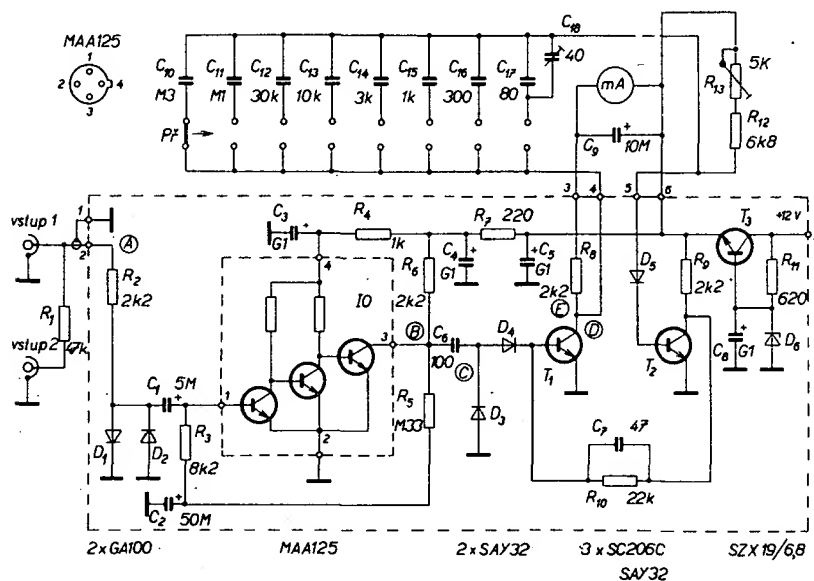 MAA125
1
2
4
3
C10
M3
C11
M1
C12
30k
C13
10k
C14
3k
C15
1k
C16
300
C17
80
C18
40
Př
mA
C9
+
10M
R13
5K
R12
6k8
3
4
5
6
vstup 1
1
2
A
R1
47k
vstup 2
R2
2k2
C3
+
G1
R4
1k
C4
+
G1
R7
220
C5
+
G1
R8
2k2
E
D
D5
R9
2k2
T3
+12 V
R11
620
4
IO
R6
2k2
3
B
C6
100
C
D4
T1
T2
C8
+
G1
D6
C1
5M
+
1
2
D1
D2
R3
8k2
R5
M33
D3
C7
47
R10
22k
C2
+
50M
2 x GA100
MAA125
2 x SAY32
3 x SC206C
SZX 19/6,8
SAY32